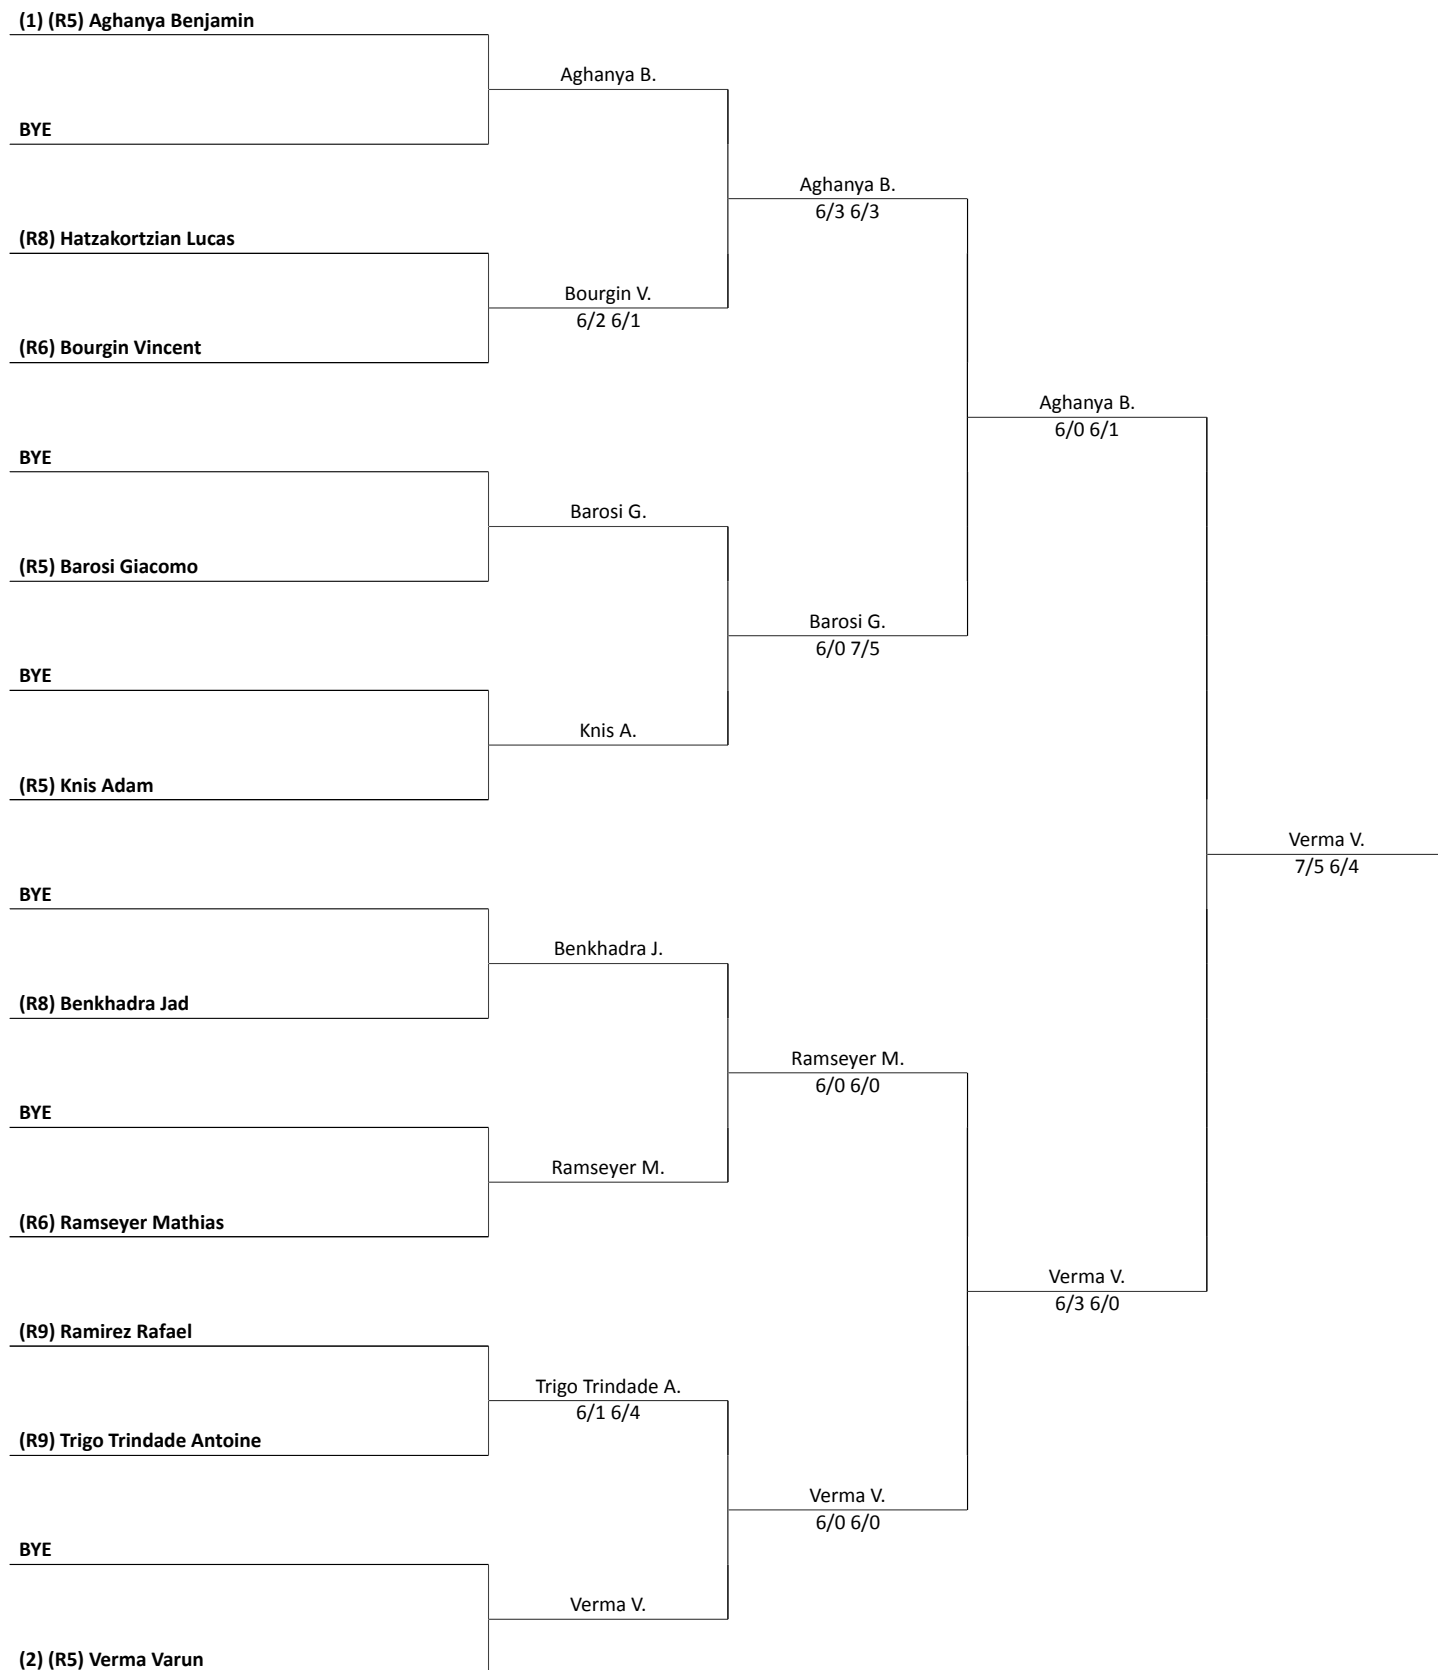 (1) (R5) Aghanya Benjamin
Aghanya B.
BYE
Aghanya B.
6/3 6/3
(R8) Hatzakortzian Lucas
Bourgin V.
6/2 6/1
(R6) Bourgin Vincent
Aghanya B.
6/0 6/1
BYE
Barosi G.
(R5) Barosi Giacomo
Barosi G.
6/0 7/5
BYE
Knis A.
(R5) Knis Adam
Verma V.
7/5 6/4
BYE
Benkhadra J.
(R8) Benkhadra Jad
Ramseyer M.
6/0 6/0
BYE
Ramseyer M.
(R6) Ramseyer Mathias
Verma V.
6/3 6/0
(R9) Ramirez Rafael
Trigo Trindade A.
6/1 6/4
(R9) Trigo Trindade Antoine
Verma V.
6/0 6/0
BYE
Verma V.
(2) (R5) Verma Varun